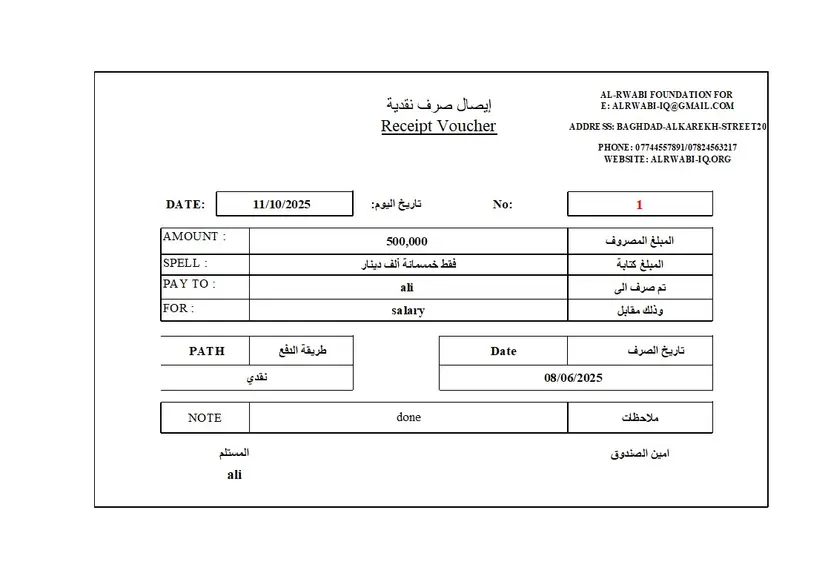 إيصال صرف نقدية
Receipt Voucher
AL-RWABI FOUNDATION FOR
E: ALRWABI-IQ@GMAIL.COM
ADDRESS: BAGHDAD-ALKAREKH-STREET20
PHONE: 07744557891/07824563217
WEBSITE: ALRWABI-IQ.ORG
DATE: 11/10/2025 تاريخ اليوم: No: 1
AMOUNT : 500,000 المبلغ المصروف
SPELL : فقط خمسمائة ألف دينار المبلغ كتابة
PAY TO : ali تم صرف الى
FOR : salary وذلك مقابل
PATH طريقة الدفع Date تاريخ الصرف
نقدي 08/06/2025
NOTE done ملاحظات
المستلم امين الصندوق
ali